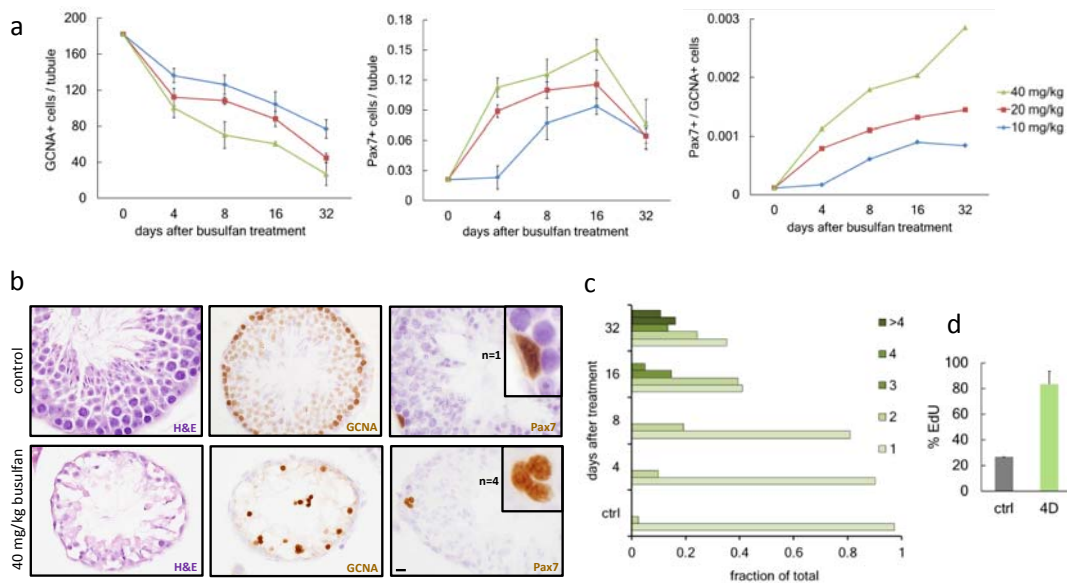 a
GCNA+ cells / tubule
200
160
120
80
40
0
0 4 8 16 32
days after busulfan treatment
Pax7+ cells / tubule
0.18
0.15
0.12
0.09
0.06
0.03
0
0 4 8 16 32
days after busulfan treatment
Pax7+ / GCNA+ cells
0.003
0.002
0.001
0
0 4 8 16 32
days after busulfan treatment
40 mg/kg
20 mg/kg
10 mg/kg
b
control
H&E
GCNA
n=1
Pax7
40 mg/kg busulfan
H&E
GCNA
n=4
Pax7
c
days after treatment
32
16
8
4
ctrl
0 0.2 0.4 0.6 0.8 1
fraction of total
>4
4
3
2
1
d
% EdU
100
80
60
40
20
0
ctrl 4D